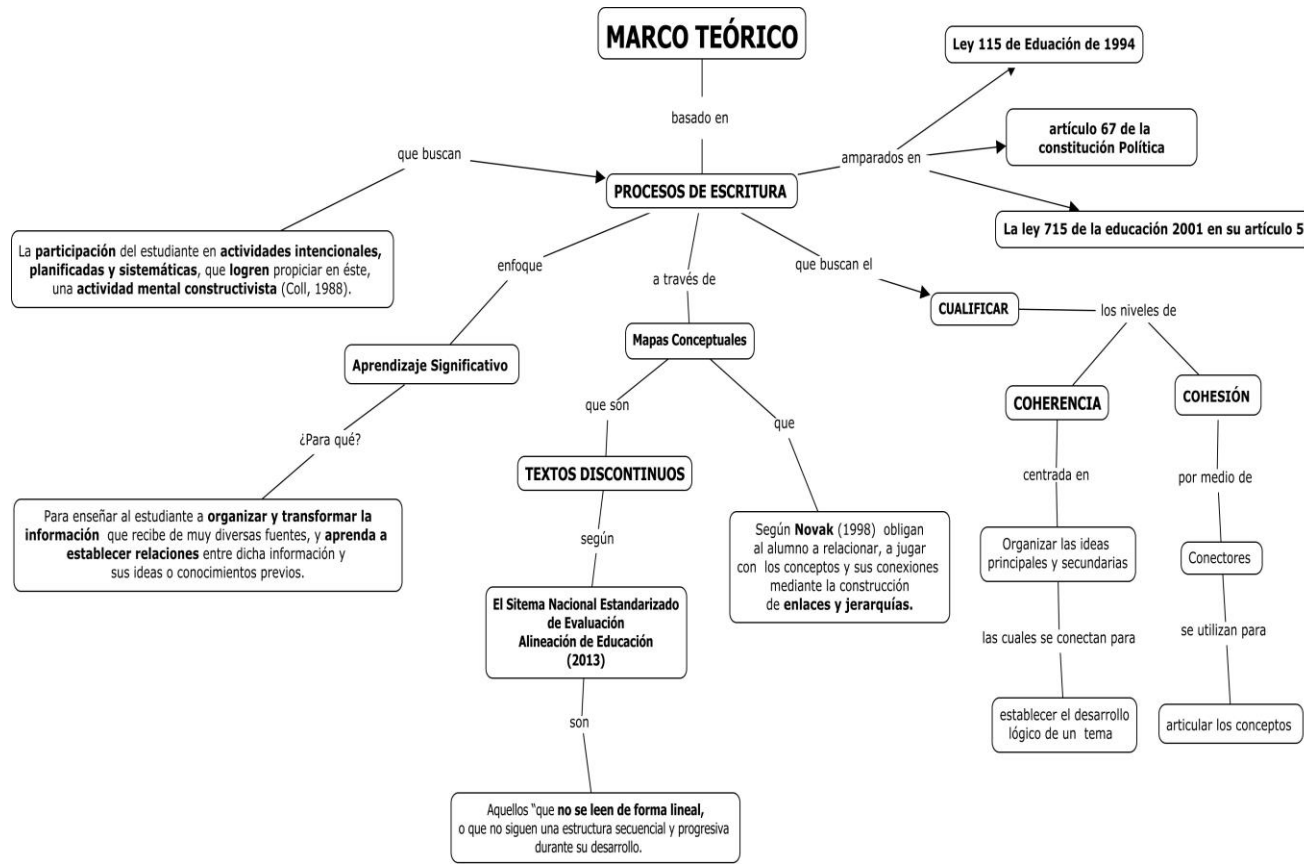 MARCO TEÓRICO
basado en
PROCESOS DE ESCRITURA
amparados en
Ley 115 de Eduación de 1994
artículo 67 de la
constitución Política
La ley 715 de la educación 2001 en su artículo 5
que buscan
La participación del estudiante en actividades intencionales,
planificadas y sistemáticas, que logren propiciar en éste,
una actividad mental constructivista (Coll, 1988).
enfoque
Aprendizaje Significativo
¿Para qué?
Para enseñar al estudiante a organizar y transformar la
información que recibe de muy diversas fuentes, y aprenda a
establecer relaciones entre dicha información y
sus ideas o conocimientos previos.
a través de
Mapas Conceptuales
que són
TEXTOS DISCONTINUOS
según
El Sitema Nacional Estandarizado
de Evaluación
Alineación de Educación
(2013)
son
Aquellos “que no se leen de forma lineal,
o que no siguen una estructura secuencial y progresiva
durante su desarrollo.
que
Según Novak (1998) obligan
al alumno a relacionar, a jugar
con los conceptos y sus conexiones
mediante la construcción
de enlaces y jerarquías.
que buscan el
CUALIFICAR
los niveles de
COHERENCIA
centrada en
Organizar las ideas
principales y secundarias
las cuales se conectan para
establecer el desarrollo
lógico de un tema
COHESIÓN
por medio de
Conectores
se utilizan para
articular los conceptos